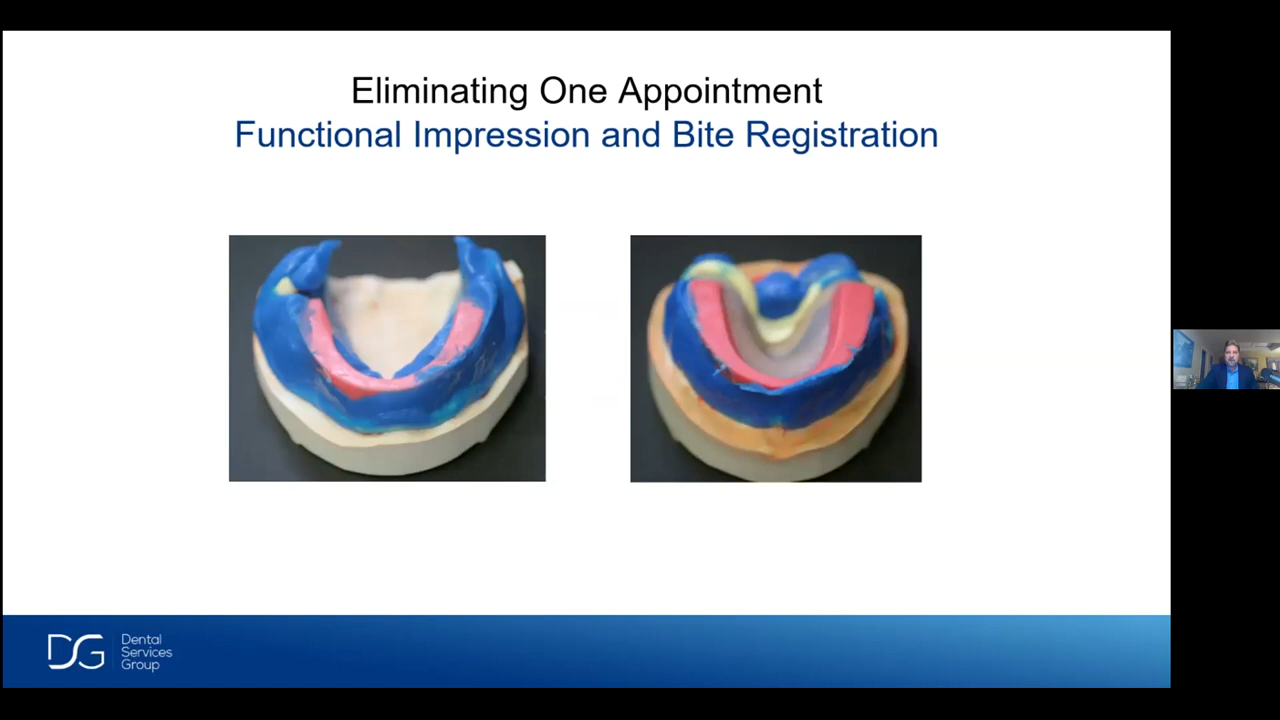 Eliminating One Appointment
Functional Impression and Bite Registration
DG
Dental
Services
Group